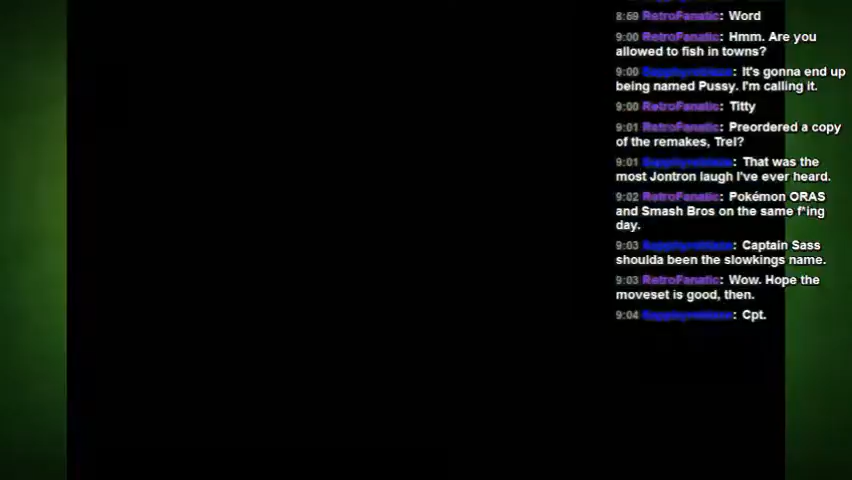 8:59 RetroFanatic: Word
9:00 RetroFanatic: Hmm. Are you
allowed to fish in towns?
9:00 : It's gonna end up
being named Pussy. I'm calling it.
9:00 RetroFanatic: Titty
9:01 RetroFanatic: Preordered a copy
of the remakes, Trel?
9:01 : That was the
most Jontron laugh I've ever heard.
9:02 RetroFanatic: Pokémon ORAS
and Smash Bros on the same f*ing
day.
9:03 : Captain Sass
shoulda been the slowkings name.
9:03 RetroFanatic: Wow. Hope the
moveset is good, then.
9:04 : Cpt.